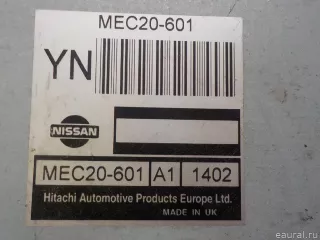 MEC20-601
YN
NISSAN
MEC20-601 A1 1402
Hitachi Automotive Products Europe Ltd.
MADE IN UK
© eaural.ru